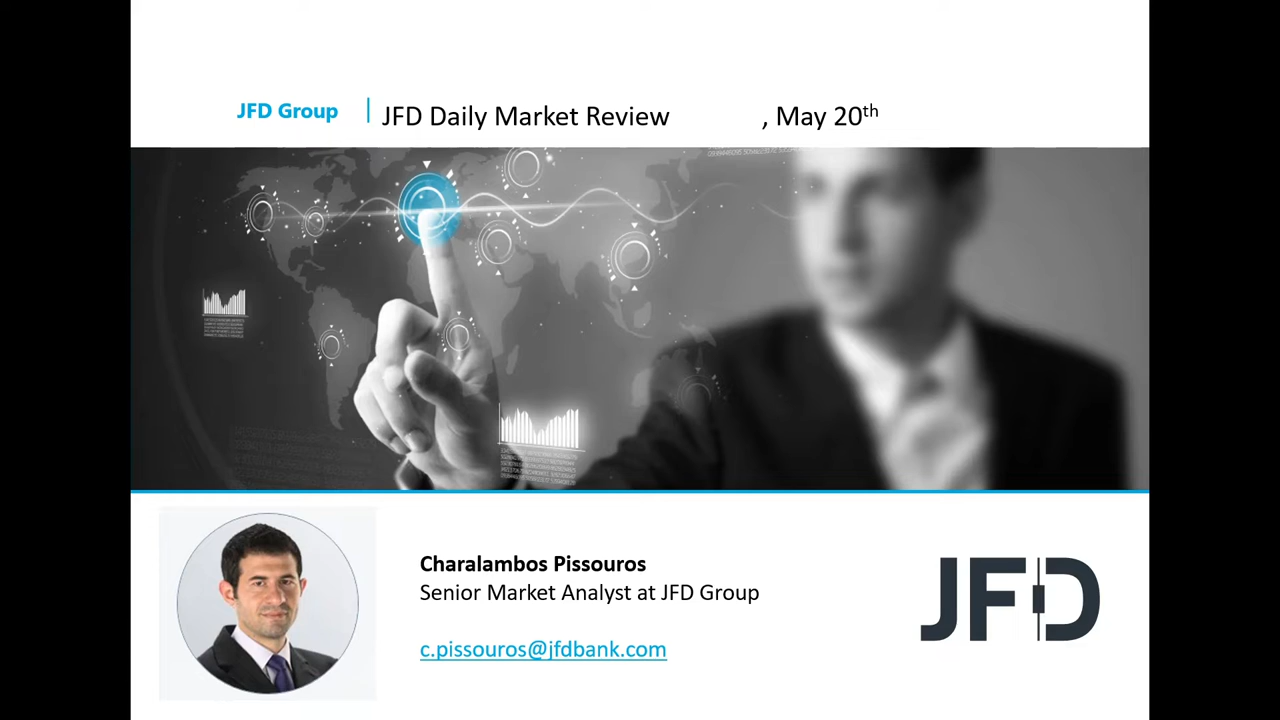 JFD Group
JFD Daily Market Review , May 20th
Charalambos Pissouros
Senior Market Analyst at JFD Group
c.pissouros@jfdbank.com
JFD